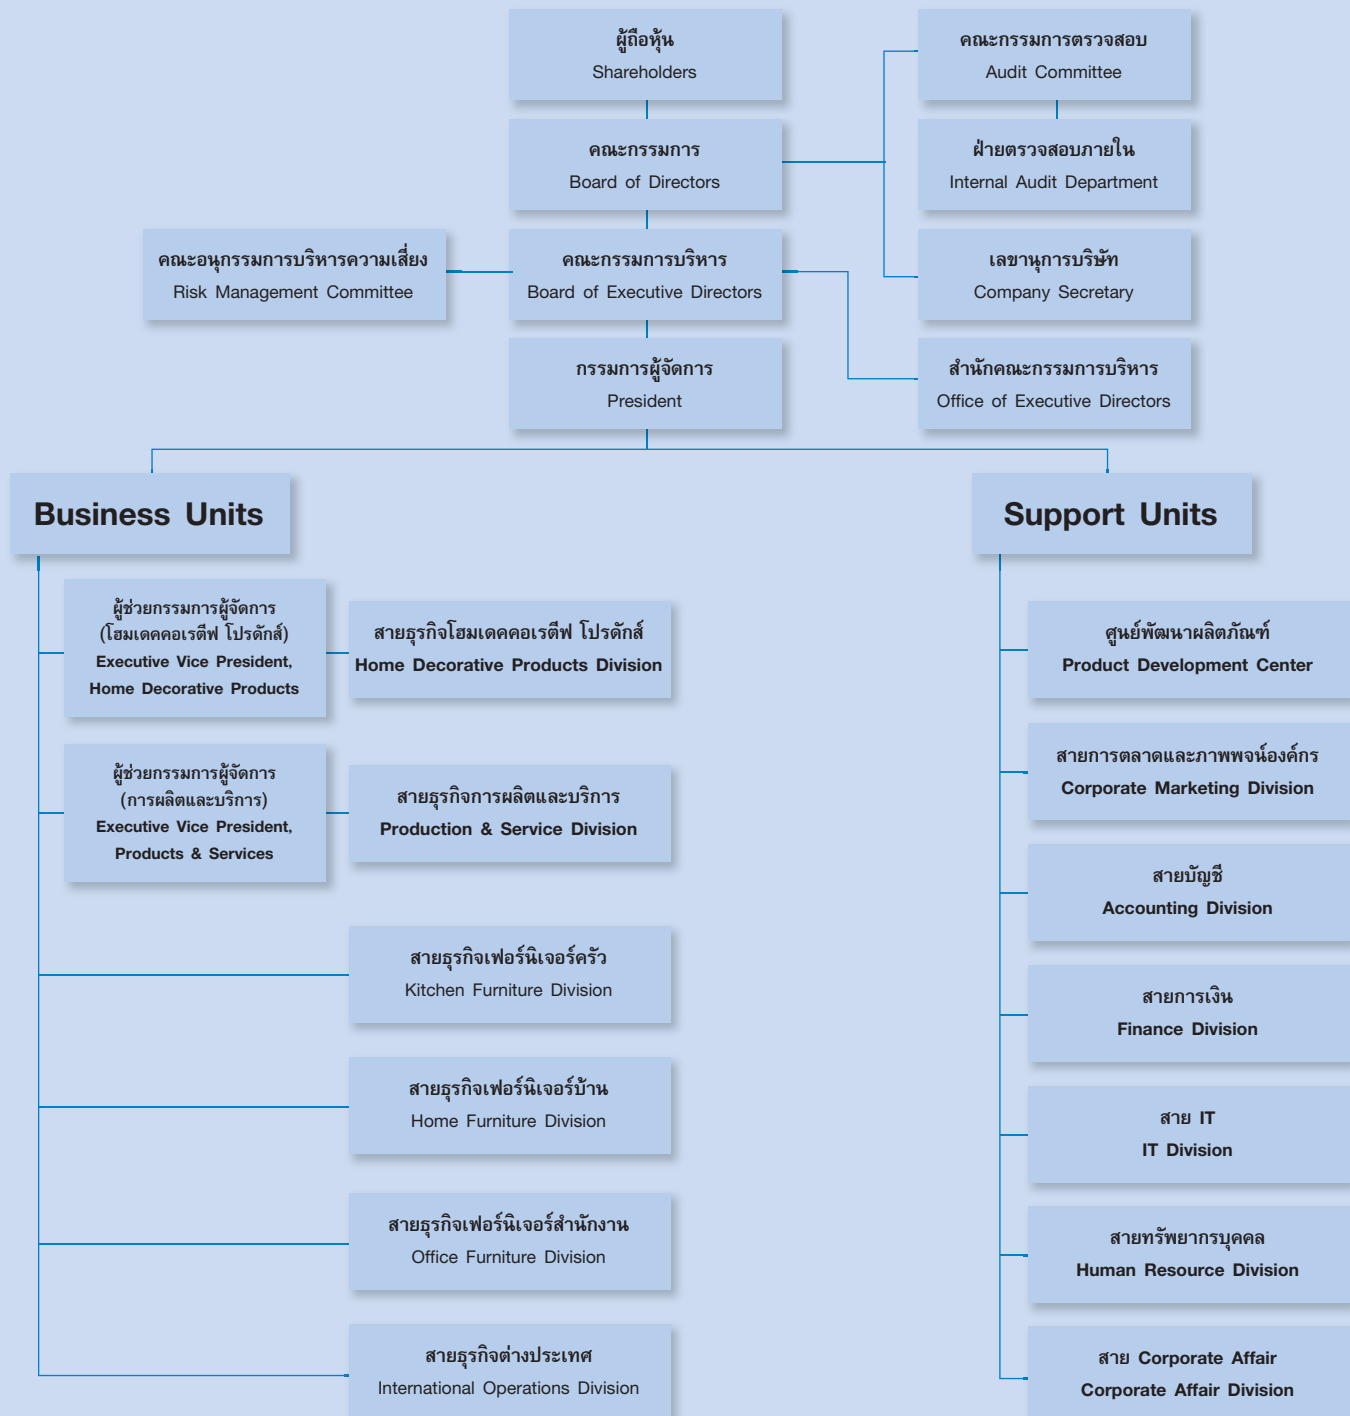 ผู้ถือหุ้น
Shareholders
คณะกรรมการตรวจสอบ
Audit Committee
คณะกรรมการ
Board of Directors
ฝ่ายตรวจสอบภายใน
Internal Audit Department
คณะอนุกรรมการบริหารความเสี่ยง
Risk Management Committee
คณะกรรมการบริหาร
Board of Executive Directors
เลขานุการบริษัท
Company Secretary
กรรมการผู้จัดการ
President
สำนักคณะกรรมการบริหาร
Office of Executive Directors
Business Units
ผู้ช่วยกรรมการผู้จัดการ
(โฮมเดคคอเรตีฟ โปรดักส์)
Executive Vice President,
Home Decorative Products
สายธุรกิจโฮมเดคคอเรตีฟ โปรดักส์
Home Decorative Products Division
ผู้ช่วยกรรมการผู้จัดการ
(การผลิตและบริการ)
Executive Vice President,
Products & Services
สายธุรกิจการผลิตและบริการ
Production & Service Division
สายธุรกิจเฟอร์นิเจอร์ครัว
Kitchen Furniture Division
สายธุรกิจเฟอร์นิเจอร์บ้าน
Home Furniture Division
สายธุรกิจเฟอร์นิเจอร์สำนักงาน
Office Furniture Division
สายธุรกิจต่างประเทศ
International Operations Division
Support Units
ศูนย์พัฒนาผลิตภัณฑ์
Product Development Center
สายการตลาดและภาพพจน์องค์กร
Corporate Marketing Division
สายบัญชี
Accounting Division
สายการเงิน
Finance Division
สาย IT
IT Division
สายทรัพยากรบุคคล
Human Resource Division
สาย Corporate Affair
Corporate Affair Division